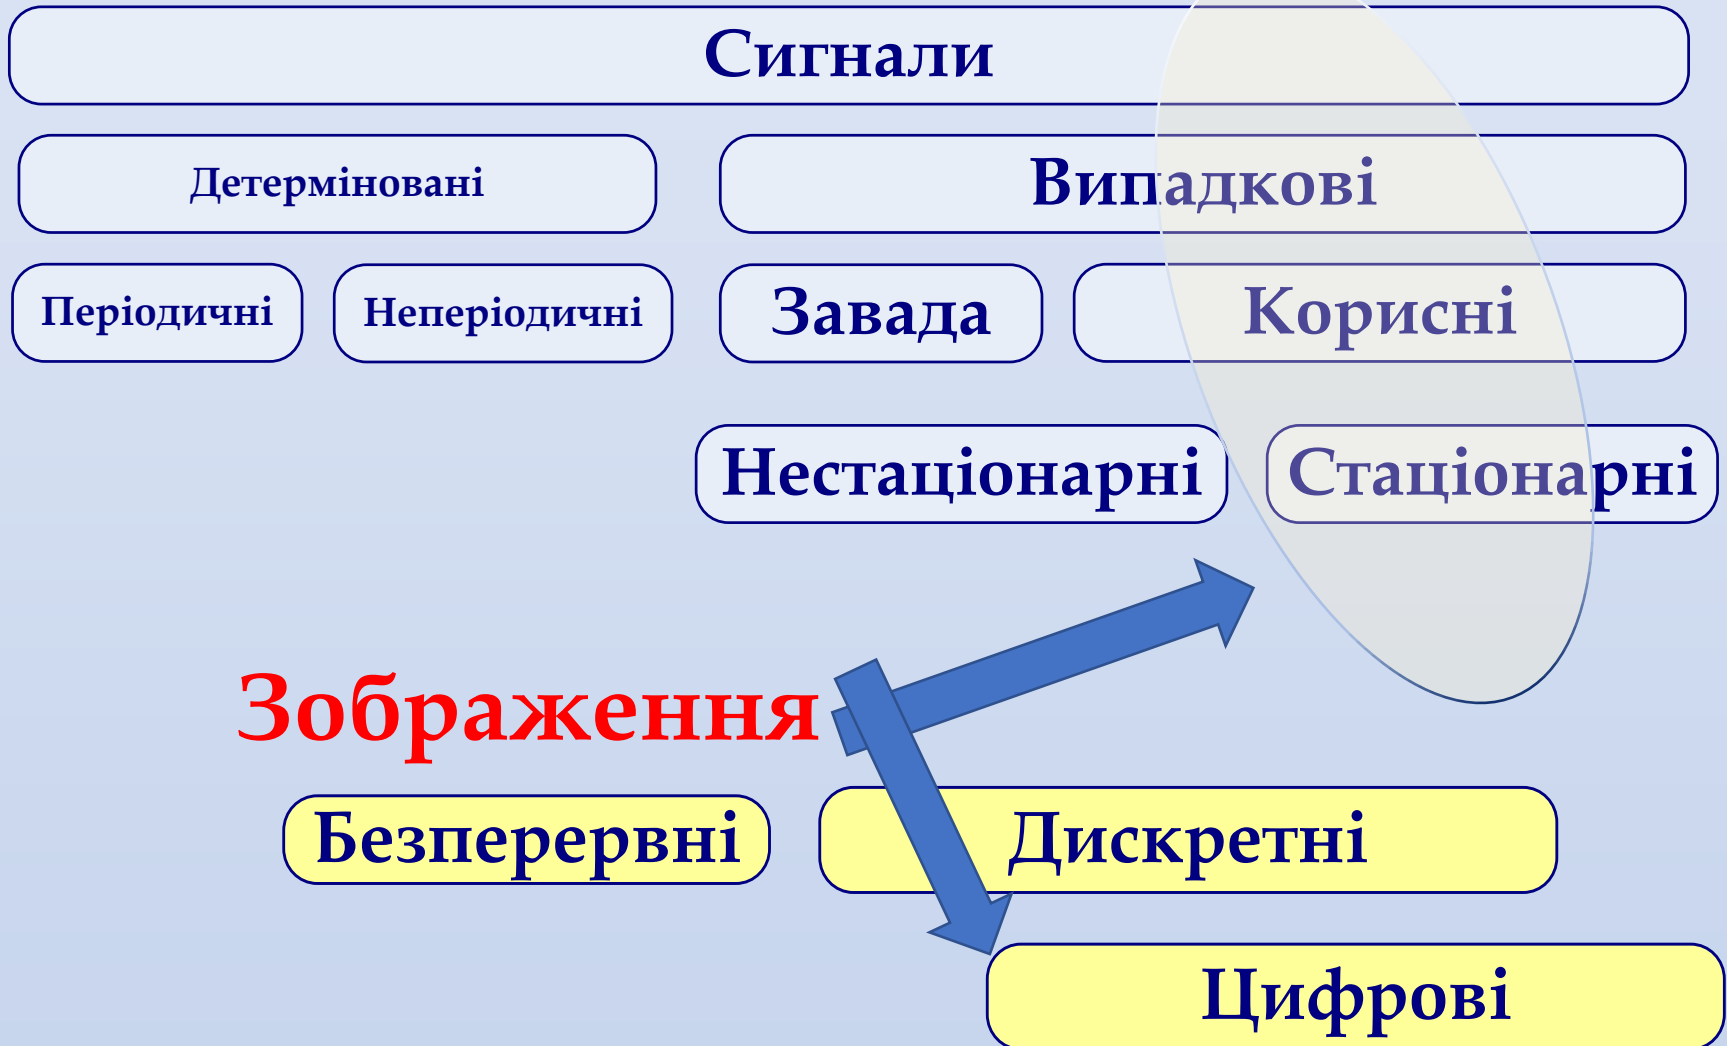 Сигнали
Детерміновані
Випадкові
Періодичні
Неперіодичні
Завада
Корисні
Нестаціонарні
Стаціонарні
Зображення
Безперервні
Дискретні
Цифрові